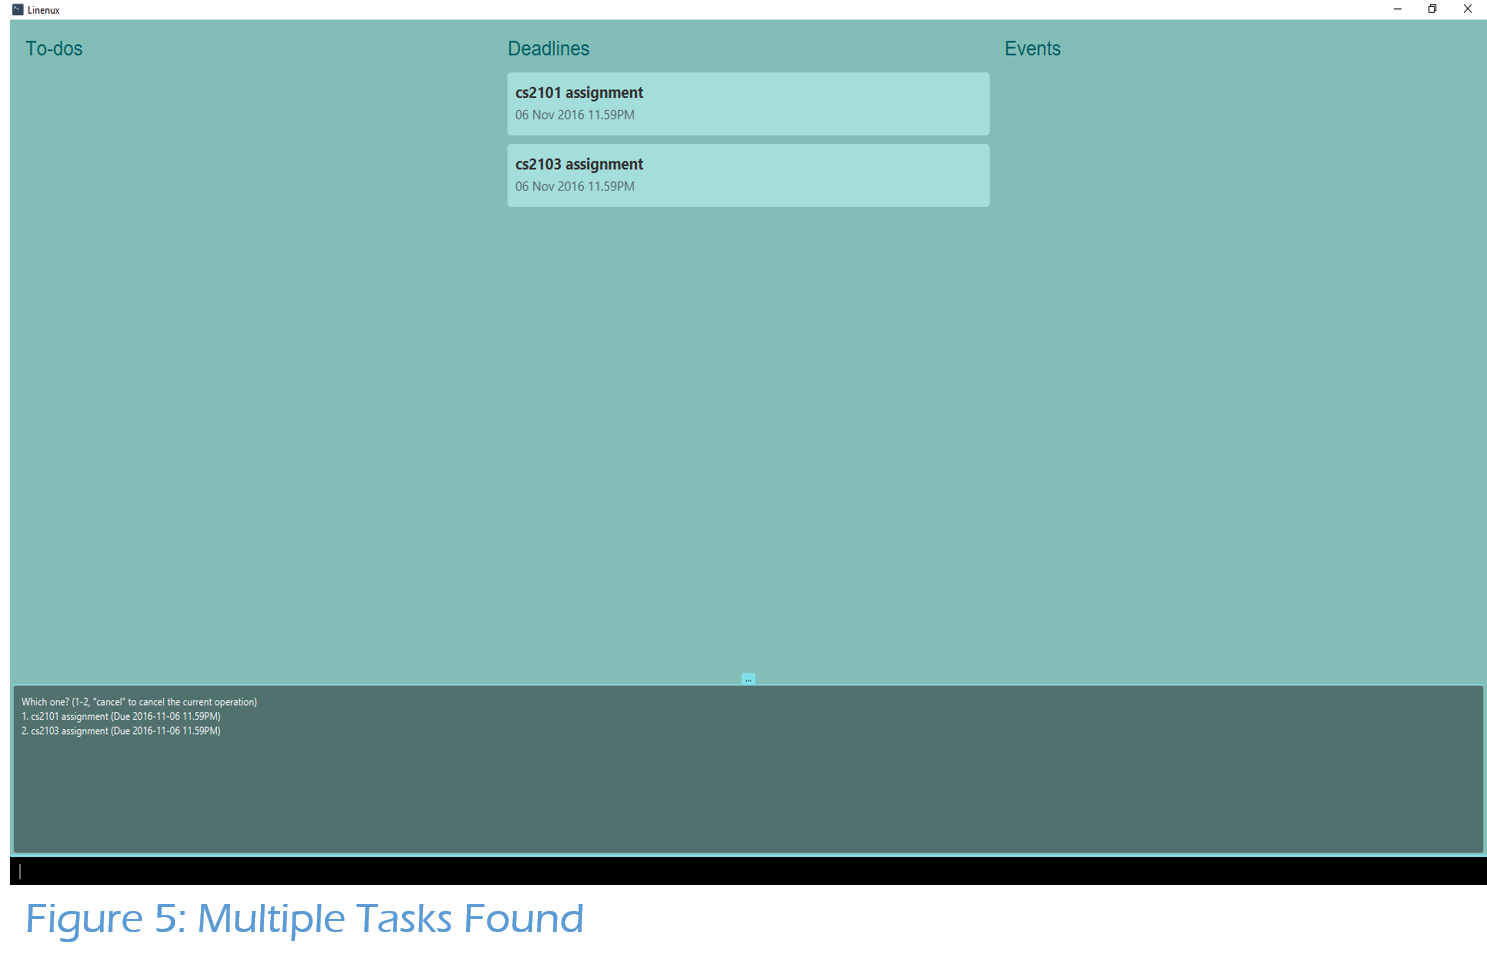 Linenux
To-dos
Deadlines
Events
cs2101 assignment
06 Nov 2016 11.59PM
cs2103 assignment
06 Nov 2016 11.59PM
...
Which one? (1-2, "cancel" to cancel the current operation)
1. cs2101 assignment (Due 2016-11-06 11.59PM)
2. cs2103 assignment (Due 2016-11-06 11.59PM)
Figure 5: Multiple Tasks Found